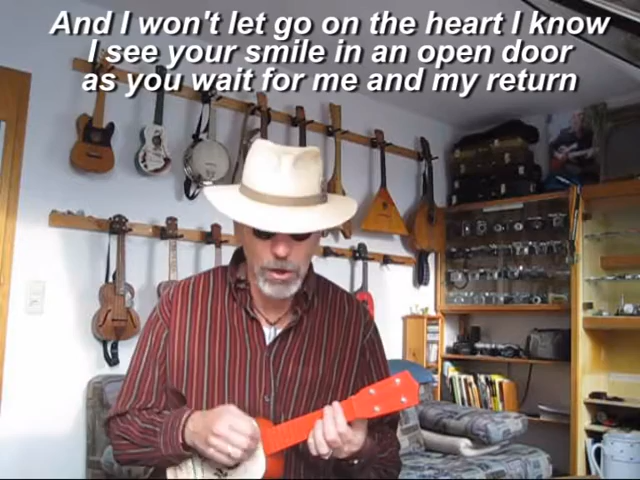 And I won't let go on the heart I know
I see your smile in an open door
as you wait for me and my return